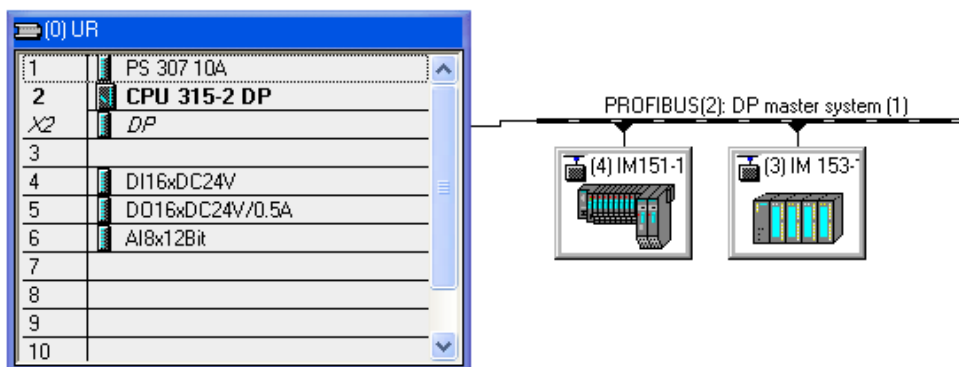 (0) UR
1 PS 307 10A
2 CPU 315-2 DP
X2 DP
3
4 DI16xDC24V
5 DO16xDC24V/0.5A
6 AI8x12Bit
7
8
9
10
PROFIBUS(2): DP master system (1)
(4) IM151-1
(3) IM 153-